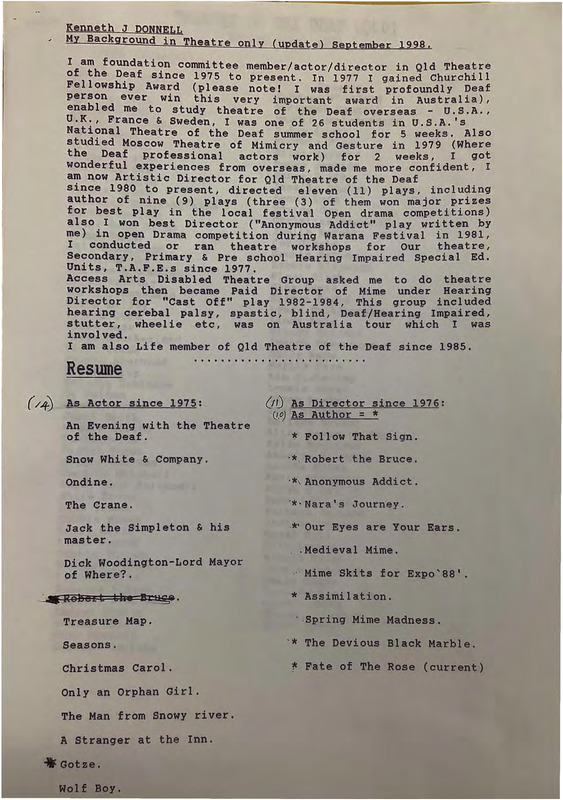 Kenneth J DONNELL
My Background in Theatre only (update) September 1998.
I am foundation committee member/actor/director in Qld Theatre
of the Deaf since 1975 to present. In 1977 I gained Churchill
Fellowship Award (please note! I was first profoundly Deaf
person ever win this very important award in Australia),
enabled me to study theatre of the Deaf overseas - U.S.A.,
U.K., France & Sweden, I was one of 26 students in U.S.A.'s
National Theatre of the Deaf summer school for 5 weeks. Also
studied Moscow Theatre of Mimicry and Gesture in 1979 (Where
the Deaf professional actors work) for 2 weeks, I got
wonderful experiences from overseas, made me more confident, I
am now Artistic Director for Qld Theatre of the Deaf
since 1980 to present, directed eleven (11) plays, including
author of nine (9) plays (three (3) of them won major prizes
for best play in the local festival Open drama competitions)
also I won best Director ("Anonymous Addict" play written by
me) in open Drama competition during Warana Festival in 1981,
I conducted or ran theatre workshops for Our theatre,
Secondary, Primary & Pre school Hearing Impaired Special Ed.
Units, T.A.F.E.s since 1977.
Access Arts Disabled Theatre Group asked me to do theatre
workshops then became Paid Director of Mime under Hearing
Director for "Cast Off" play 1982-1984, This group included
hearing cerebal palsy, spastic, blind, Deaf/Hearing Impaired,
stutter, wheelie etc, was on Australia tour which I was
involved.
I am also Life member of Qld Theatre of the Deaf since 1985.
.........................
Resume
(14) As Actor since 1975:
An Evening with the Theatre
of the Deaf.
Snow White & Company.
Ondine.
The Crane.
Jack the Simpleton & his
master.
Dick Woodington-Lord Mayor
of Where?.
Robert the Bruce.
Treasure Map.
Seasons.
Christmas Carol.
Only an Orphan Girl.
The Man from Snowy river.
A Stranger at the Inn.
* Gotze.
Wolf Boy.
(11) As Director since 1976:
(10) As Author = *
* Follow That Sign.
* Robert the Bruce.
* Anonymous Addict.
* Nara's Journey.
* Our Eyes are Your Ears.
Medieval Mime.
Mime Skits for Expo`88'.
* Assimilation.
Spring Mime Madness.
* The Devious Black Marble.
* Fate of The Rose (current)